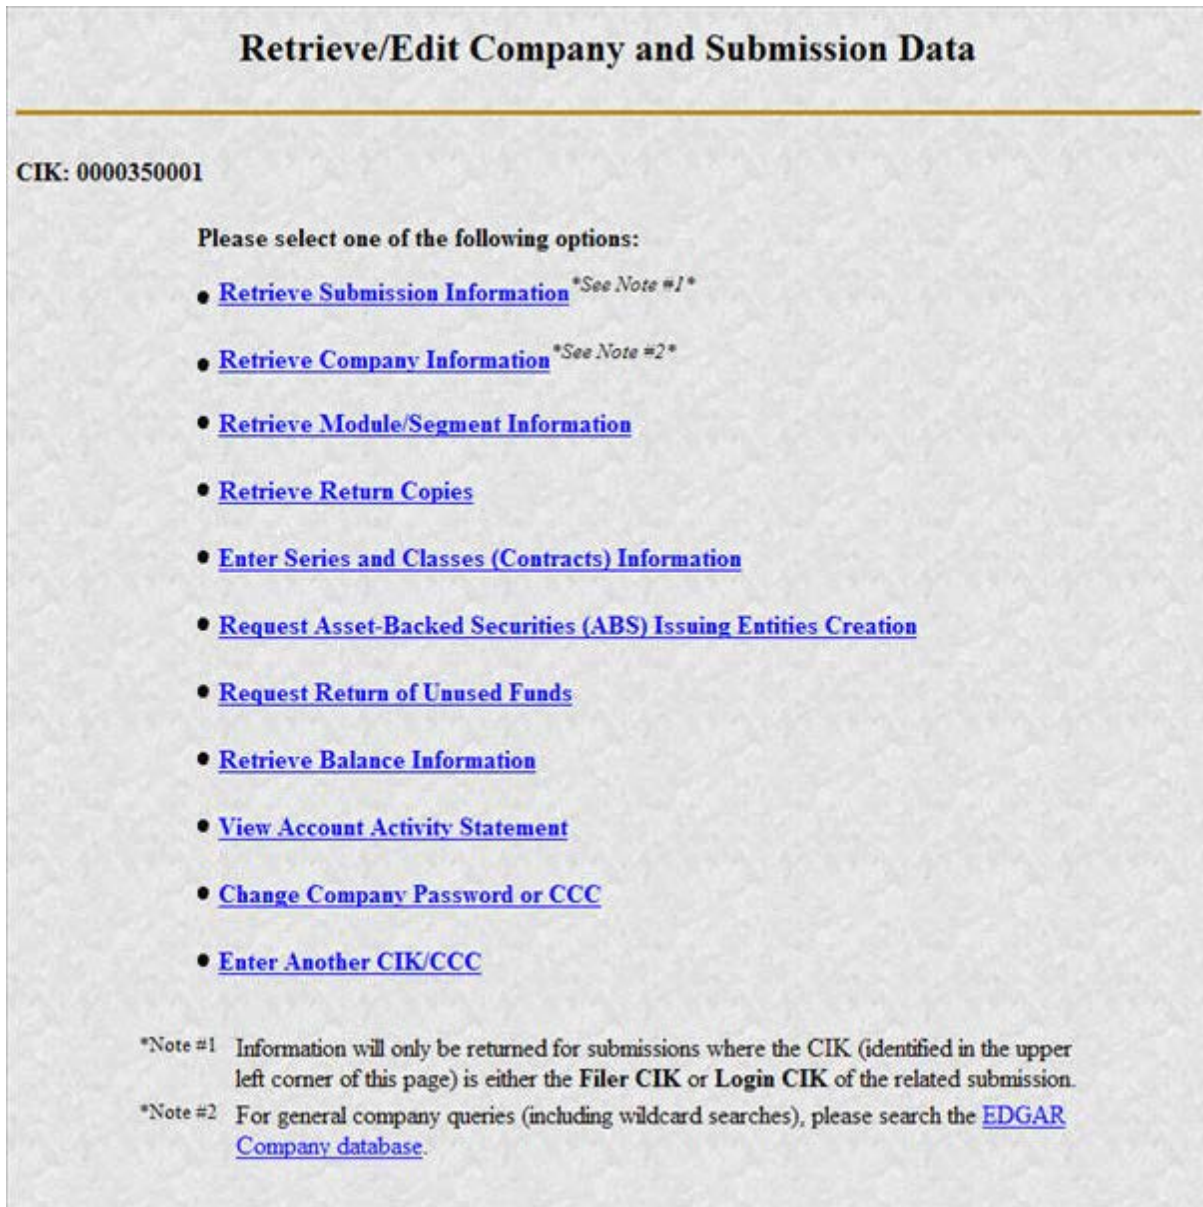 Retrieve/Edit Company and Submission Data
CIK: 0000350001
Please select one of the following options:
Retrieve Submission Information *See Note #1*
Retrieve Company Information *See Note #2*
Retrieve Module/Segment Information
Retrieve Return Copies
Enter Series and Classes (Contracts) Information
Request Asset-Backed Securities (ABS) Issuing Entities Creation
Request Return of Unused Funds
Retrieve Balance Information
View Account Activity Statement
Change Company Password or CCC
Enter Another CIK/CCC
*Note #1 Information will only be returned for submissions where the CIK (identified in the upper
left corner of this page) is either the Filer CIK or Login CIK of the related submission.
*Note #2 For general company queries (including wildcard searches), please search the EDGAR
Company database.